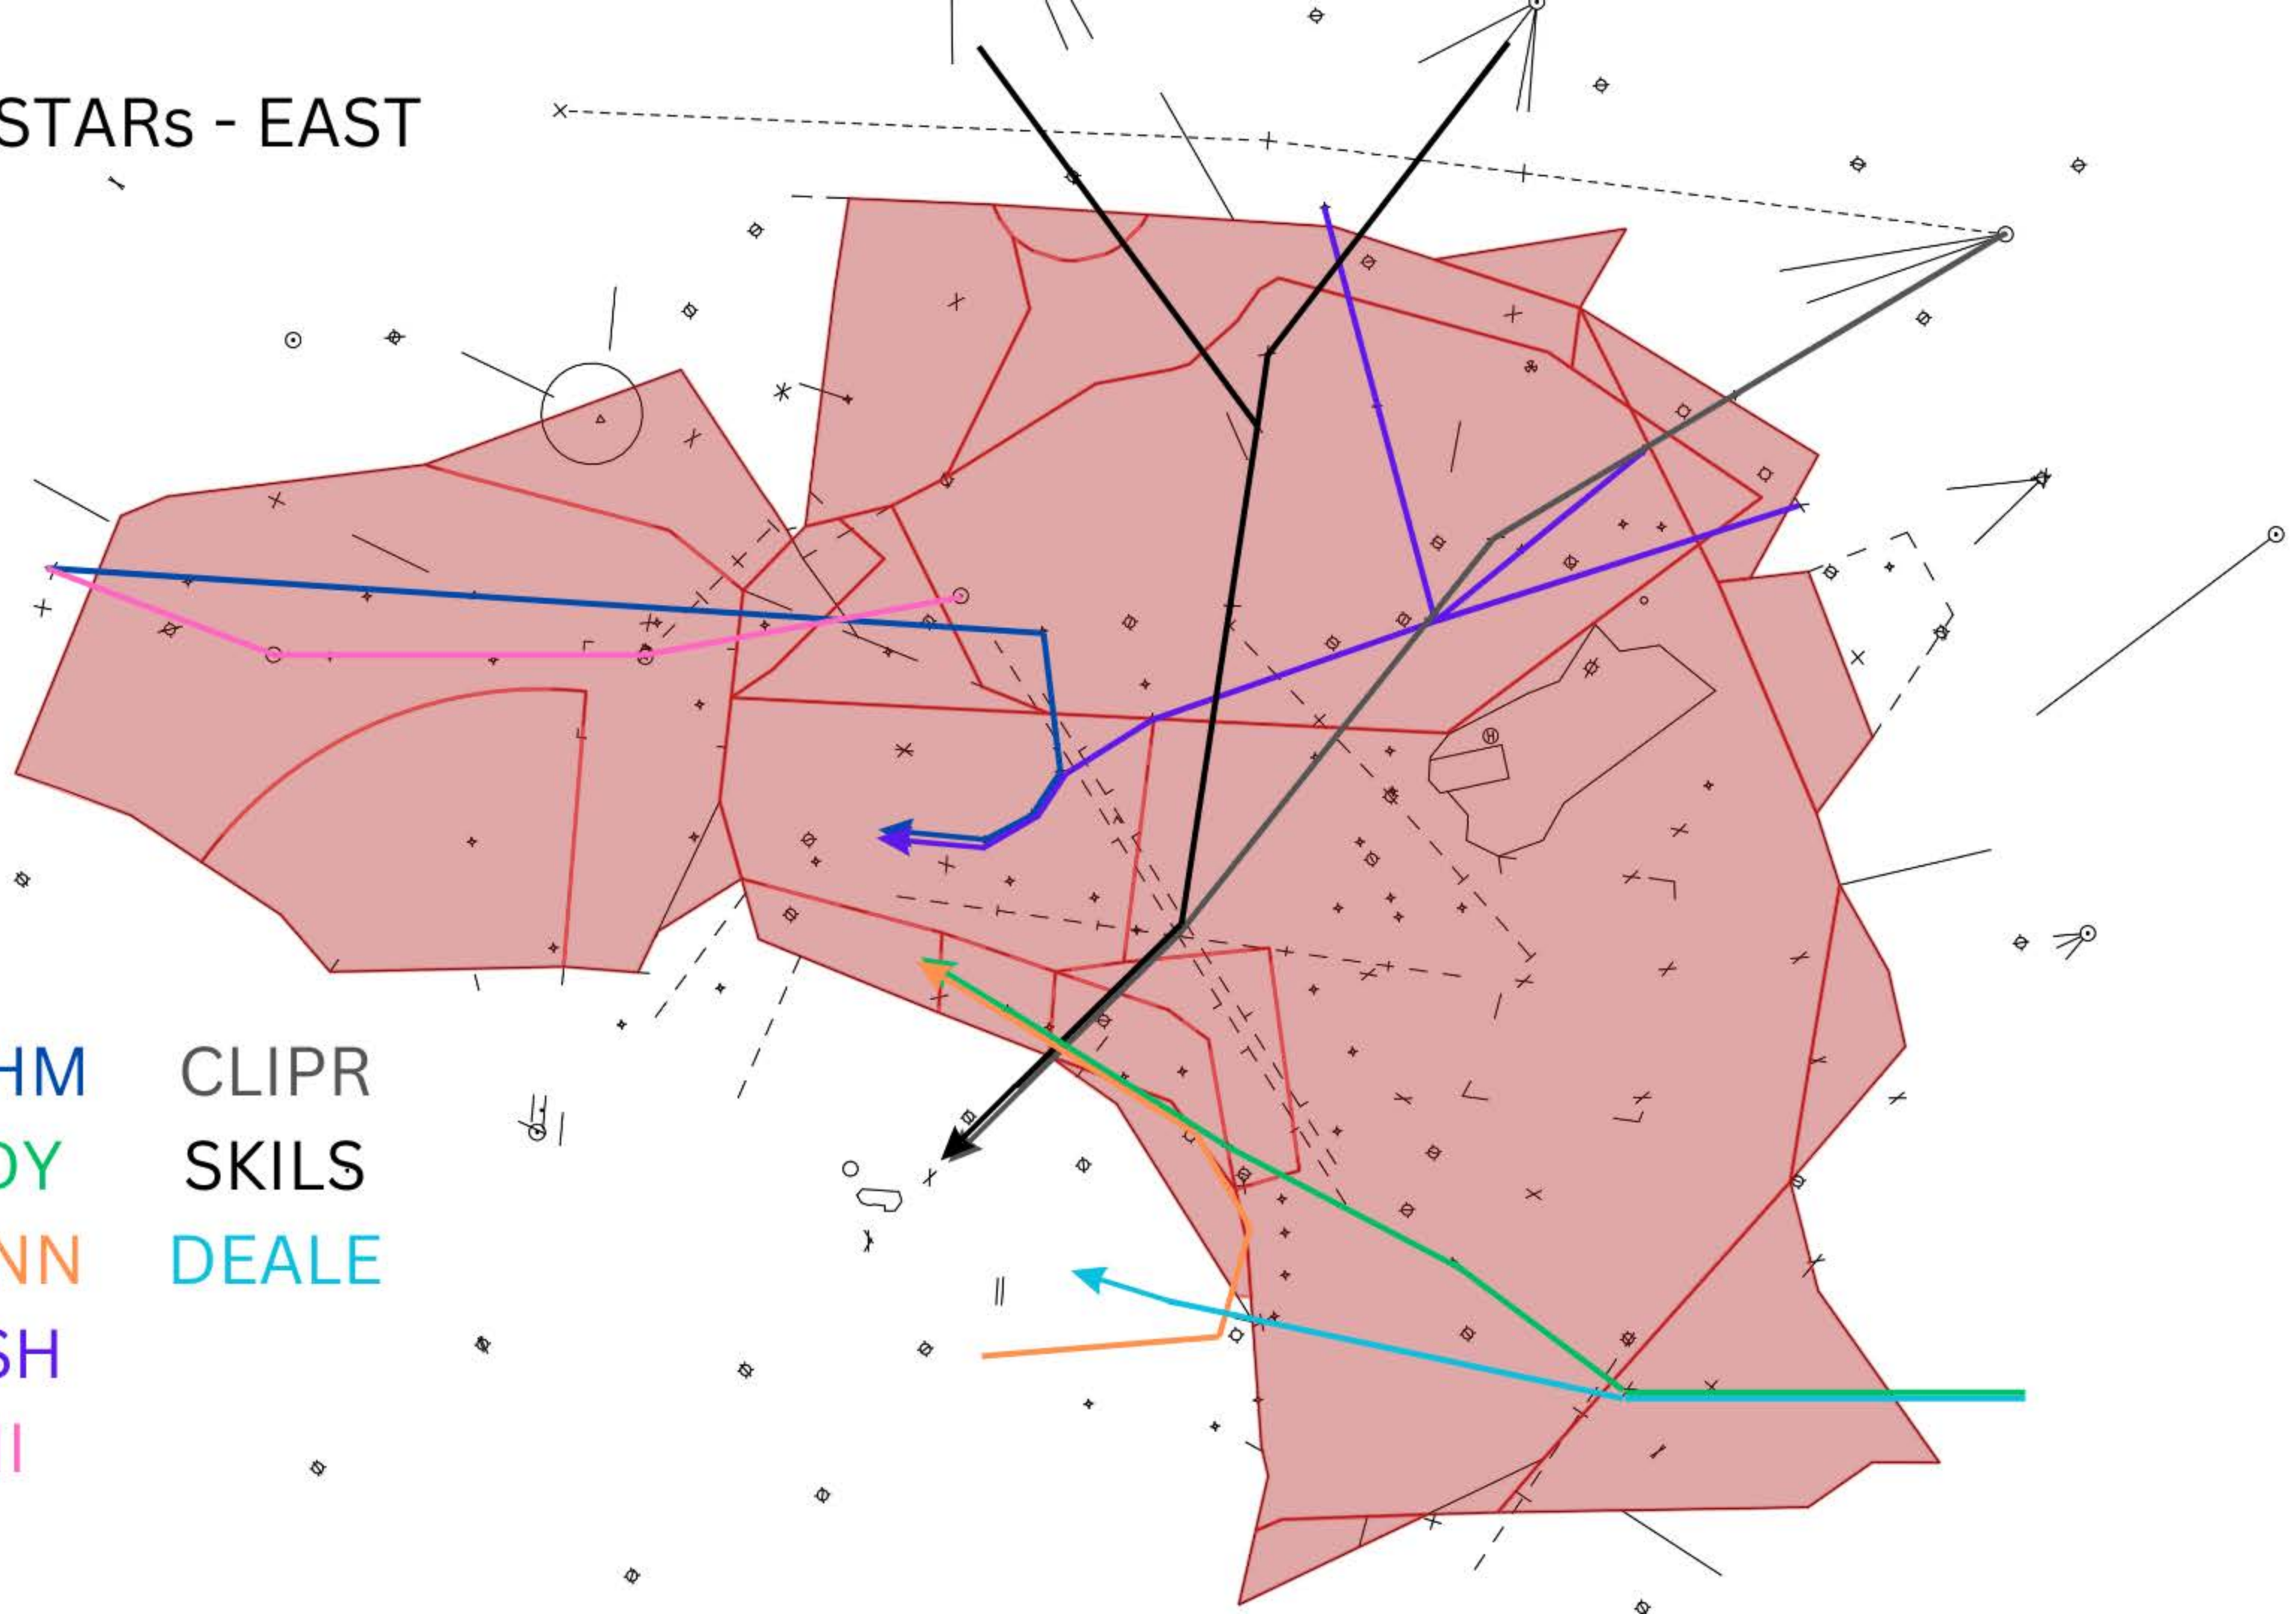 STARs - EAST
HM CLIPR
DY SKILS
NN DEALE
SH
H